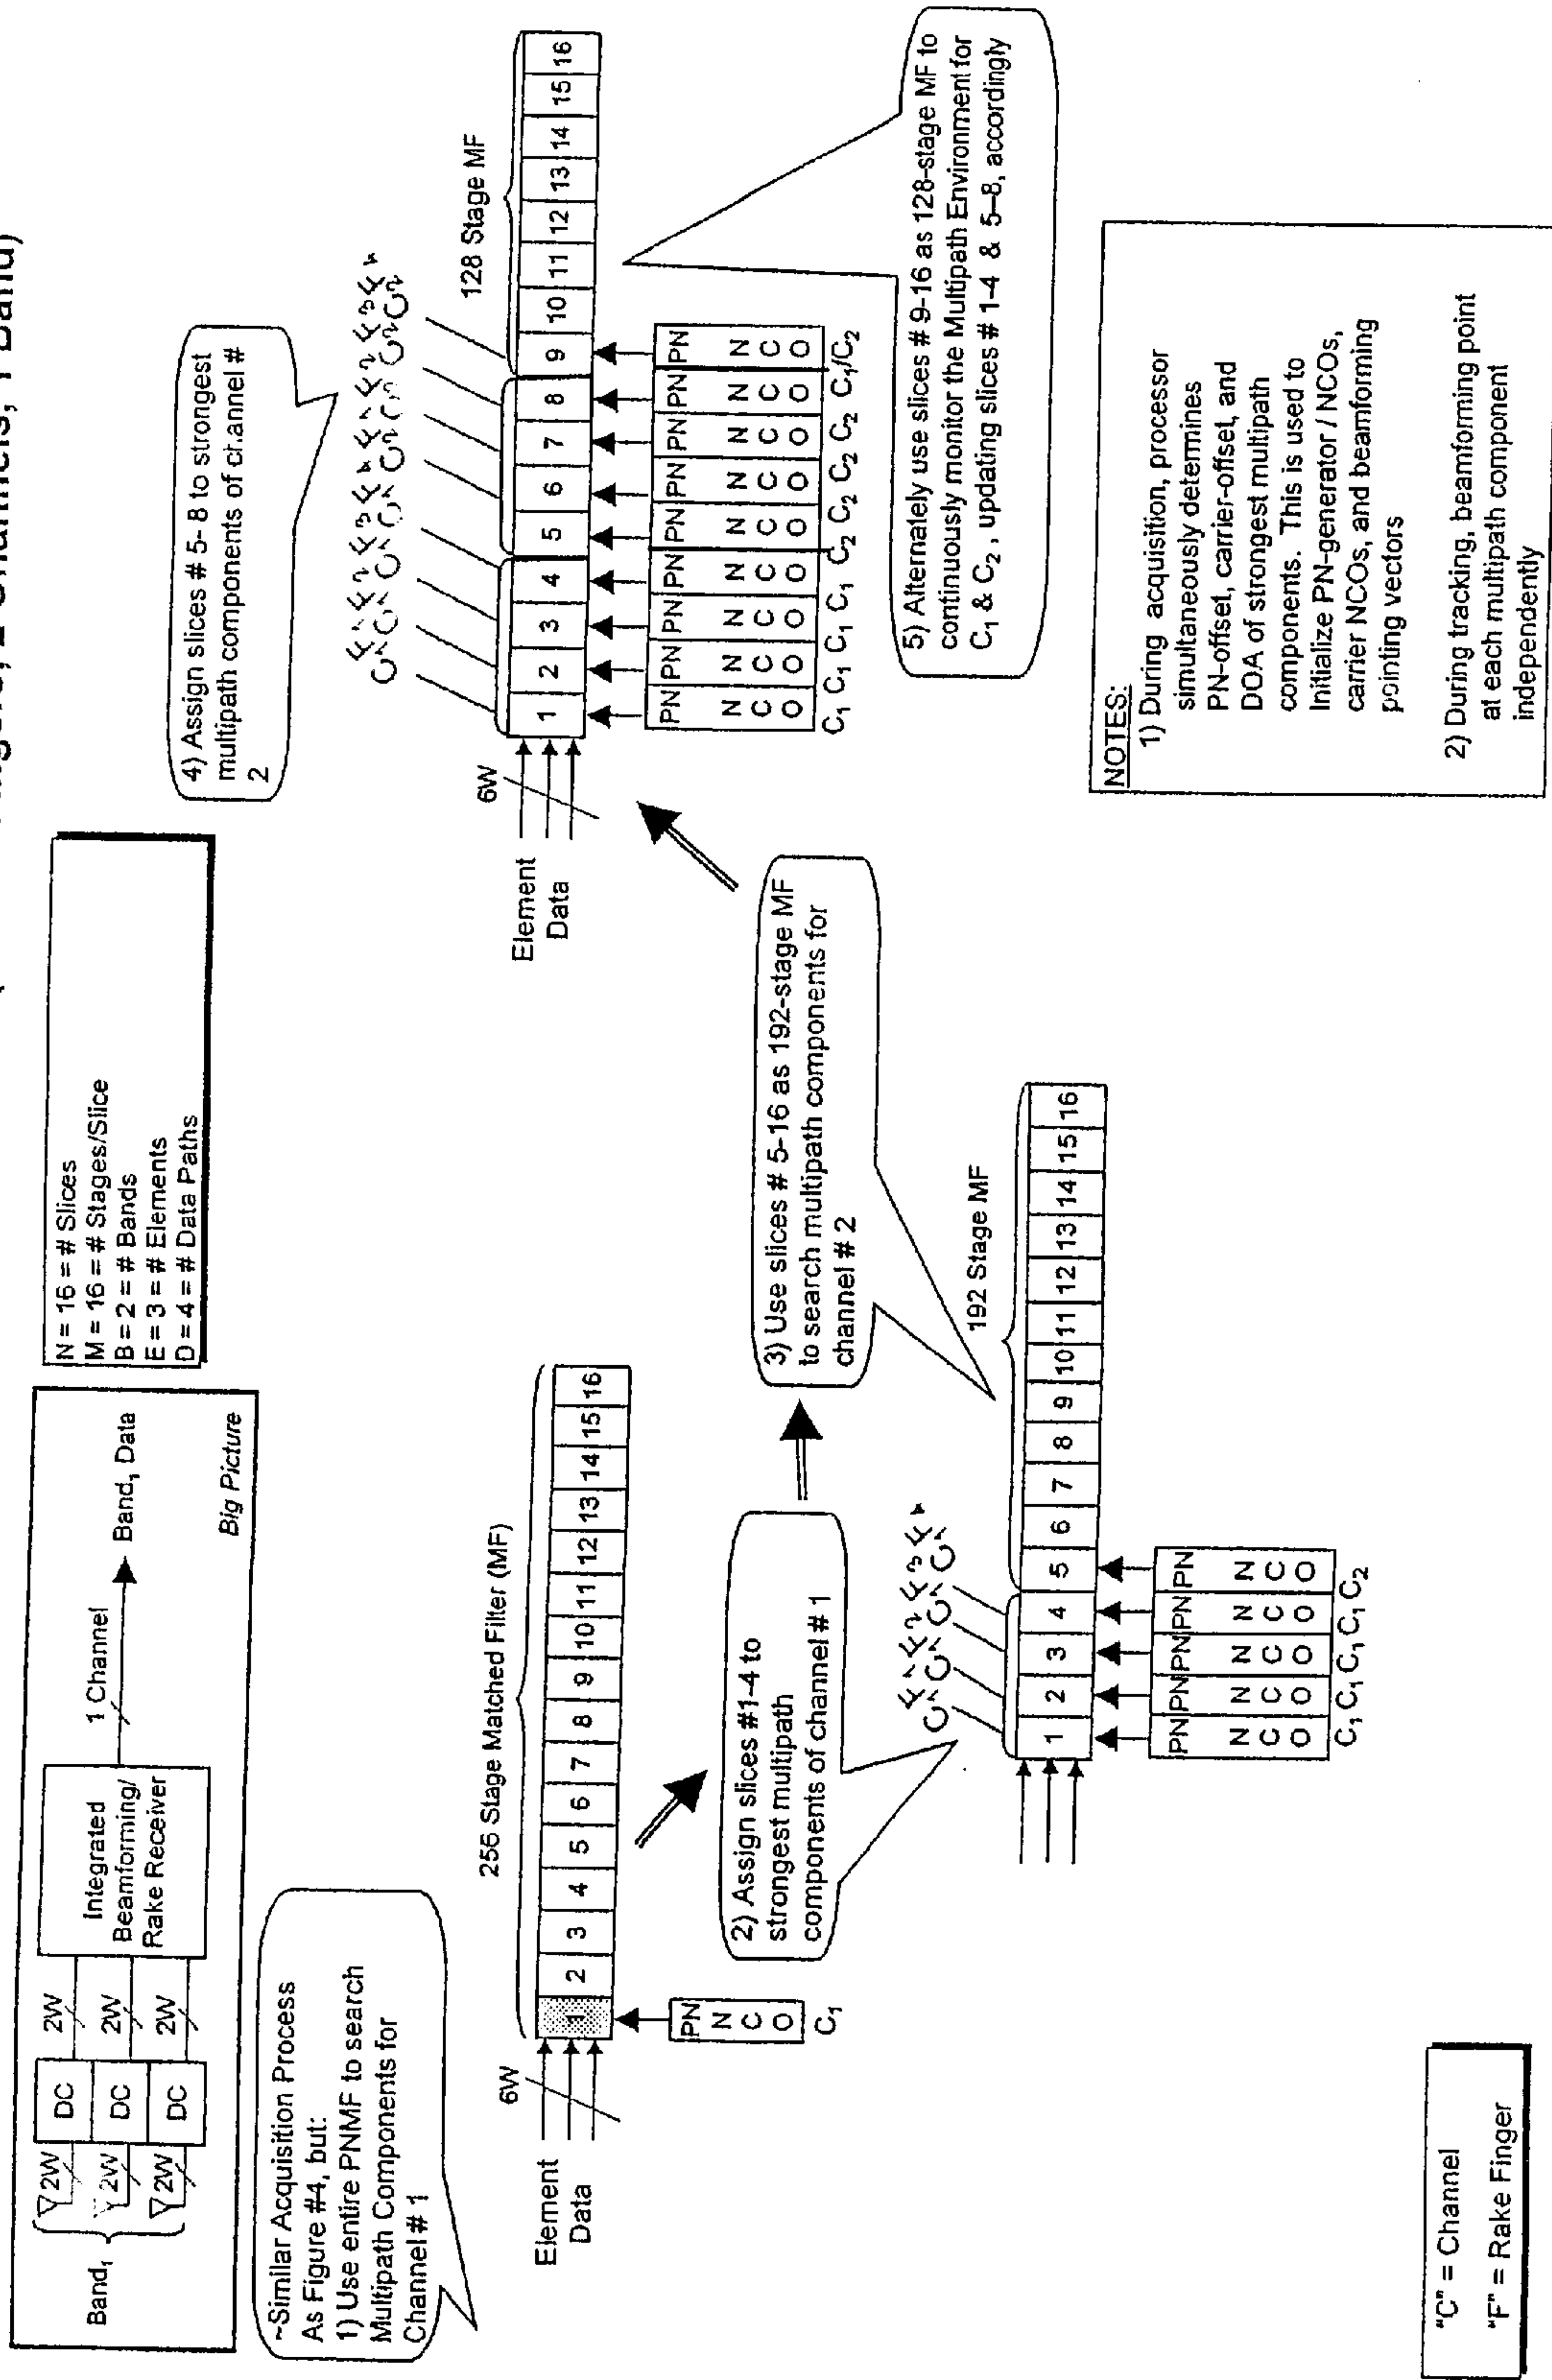 Band₁
2W
2W
2W
DC
DC
DC
2W
2W
2W
Integrated
Beamforming/
Rake Receiver
1 Channel
Band, Data
Big Picture
N = 16 = # Slices
M = 16 = # Stages/Slice
B = 2 = # Bands
E = 3 = # Elements
D = 4 = # Data Paths
~Similar Acquisition Process
As Figure #4, but:
1) Use entire PNMF to search
Multipath Components for
Channel # 1
256 Stage Matched Filter (MF)
Element
Data
6W
1 2 3 4 5 6 7 8 9 10 11 12 13 14 15 16
PN
N
C
O
C₁
2) Assign slices #1-4 to
strongest multipath
components of channel # 1
192 Stage MF
1 2 3 4 5 6 7 8 9 10 11 12 13 14 15 16
PN PN PN PN PN
N N N N N
C C C C C
O O O O O
C₁ C₁ C₁ C₁ C₂
3) Use slices # 5-16 as 192-stage MF
to search multipath components for
channel # 2
4) Assign slices # 5- 8 to strongest
multipath components of channel #
2
128 Stage MF
Element
Data
6W
1 2 3 4 5 6 7 8 9 10 11 12 13 14 15 16
PN PN PN PN PN PN PN PN PN
N N N N N N N N N
C C C C C C C C C
O O O O O O O O O
C₁ C₁ C₁ C₁ C₂ C₂ C₂ C₂ C₁/C₂
5) Alternately use slices # 9-16 as 128-stage MF to
continuously monitor the Multipath Environment for
C₁ & C₂ , updating slices # 1-4 & 5–8, accordingly
NOTES:
1) During acquisition, processor
simultaneously determines
PN-offset, carrier-offset, and
DOA of strongest multipath
components. This is used to
Initialize PN-generator / NCOs,
carrier NCOs, and beamforming
pointing vectors
2) During tracking, beamforming point
at each multipath component
independently
"C" = Channel
"F" = Rake Finger